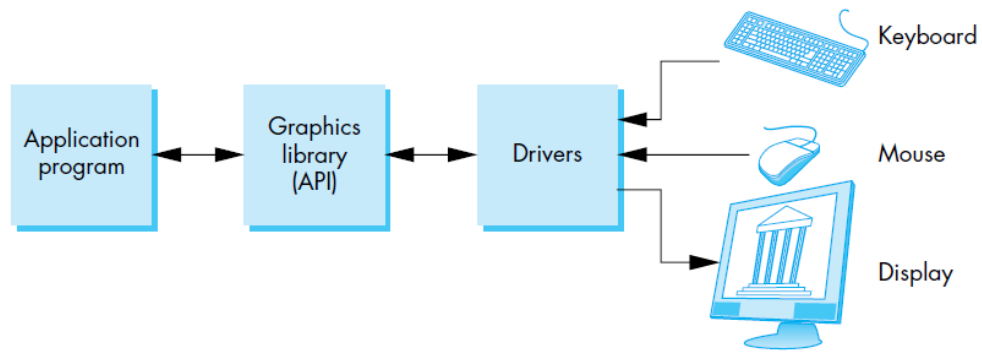 Application
program
Graphics
library
(API)
Drivers
Keyboard
Mouse
Display